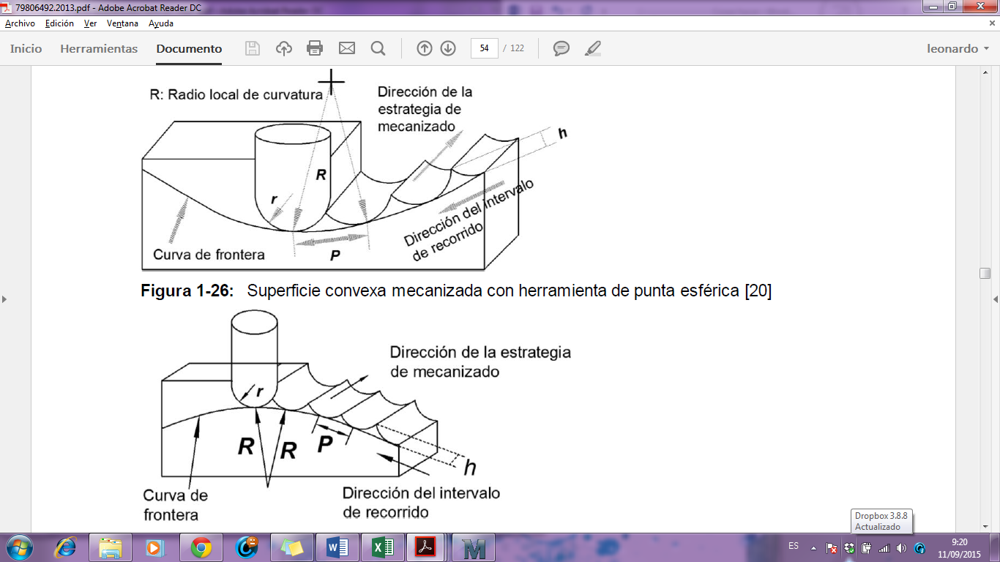 79806492.2013.pdf - Adobe Acrobat Reader DC
Archivo Edición Ver Ventana Ayuda
Inicio Herramientas Documento 54 / 122 leonardo
R: Radio local de curvatura
Dirección de la
estrategia de
mecanizado
h
R
r
Dirección del intervalo
de recorrido
Curva de frontera
P
Figura 1-26: Superficie convexa mecanizada con herramienta de punta esférica [20]
Dirección de la estrategia
de mecanizado
r
R R P
h
Curva de
frontera
Dirección del intervalo
de recorrido
Dropbox 3.8.8
Actualizado
ES
9:20
11/09/2015